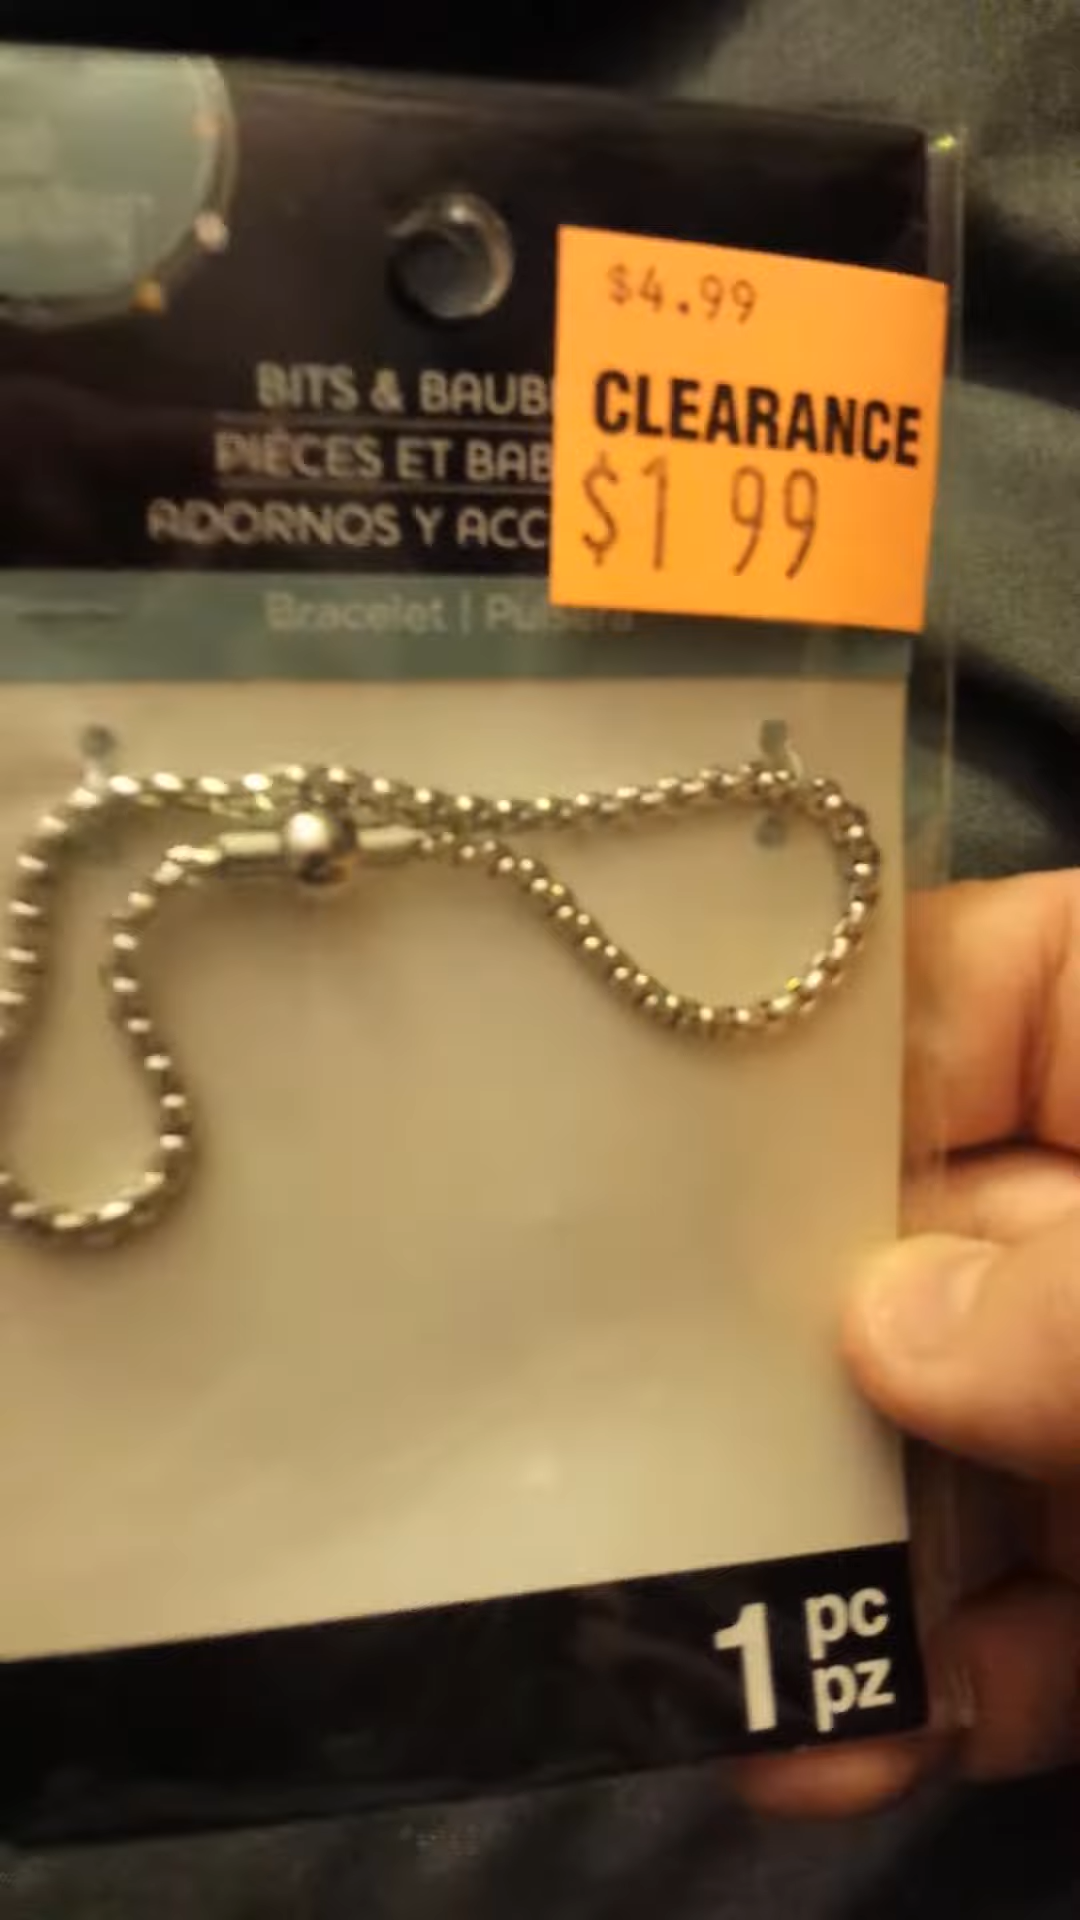 $4.99
CLEARANCE
$1 99
BITS & BAUB
PIÈCES ET BAB
ADORNOS Y ACC
Bracelet | Pulsera
1 pc
pz